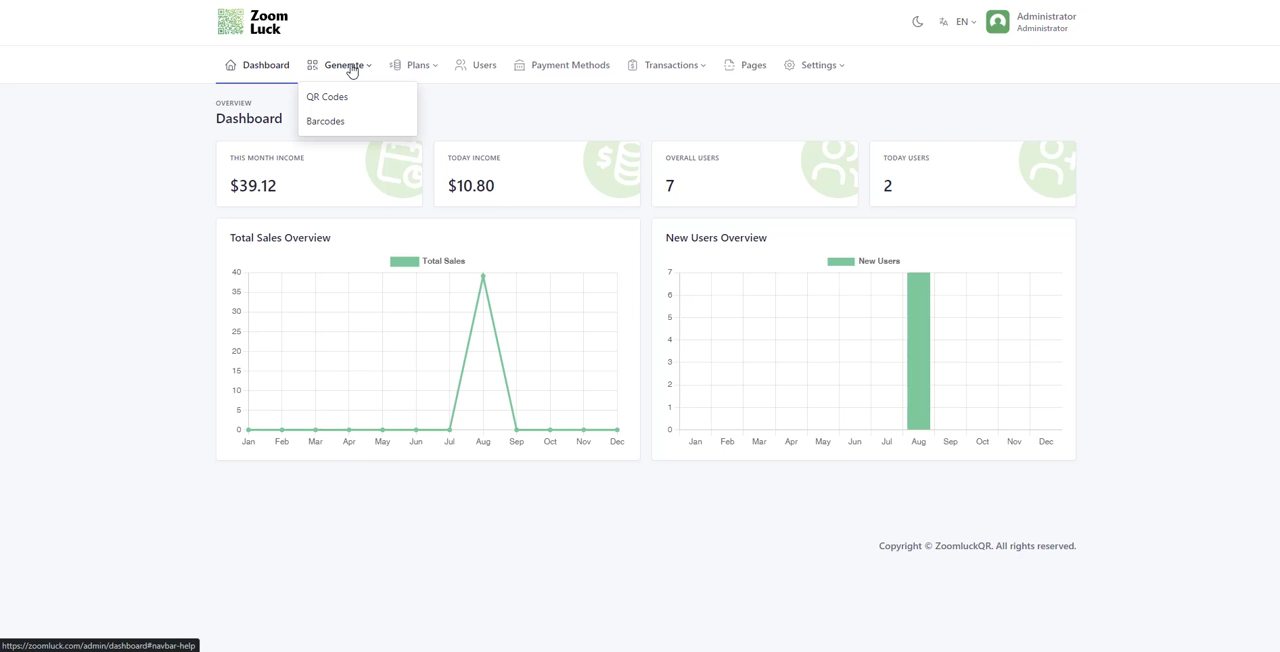 Zoom
Luck
EN
Administrator
Administrator
Dashboard
Generate
Plans
Users
Payment Methods
Transactions
Pages
Settings
QR Codes
Barcodes
OVERVIEW
Dashboard
THIS MONTH INCOME
$39.12
TODAY INCOME
$10.80
OVERALL USERS
7
TODAY USERS
2
Total Sales Overview
Total Sales
40
35
30
25
20
15
10
5
0
Jan Feb Mar Apr May Jun Jul Aug Sep Oct Nov Dec
New Users Overview
New Users
7
6
5
4
3
2
1
0
Jan Feb Mar Apr May Jun Jul Aug Sep Oct Nov Dec
Copyright © ZoomluckQR. All rights reserved.
https://zoomluck.com/admin/dashboard#navbar-help